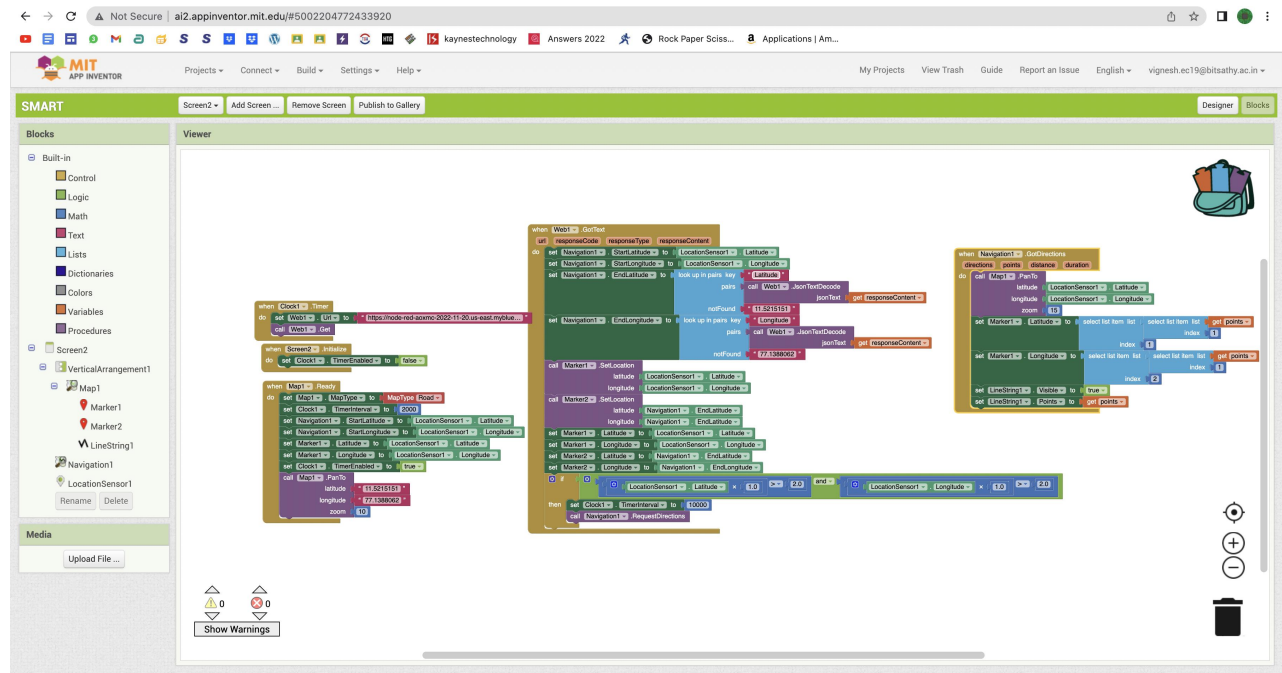 Not Secure | ai2.appinventor.mit.edu/#5002204772433920
kaynestechnology Answers 2022 Rock Paper Sciss... Applications | Am...
MIT
APP INVENTOR
Projects Connect Build Settings Help My Projects View Trash Guide Report an Issue English vignesh.ec19@bitsathy.ac.in
SMART Screen2 Add Screen ... Remove Screen Publish to Gallery Designer Blocks
Blocks Viewer
Built-in
Control
Logic
Math
Text
Lists
Dictionaries
Colors
Variables
Procedures
Screen2
VerticalArrangement1
Map1
Marker1
Marker2
LineString1
Navigation1
LocationSensor1
Rename Delete
Media
Upload File ...
when Clock1 .Timer
do set Web1 . Url to " https://node-red-aoxmc-2022-11-20.us-east.myblue... "
call Web1 .Get
when Screen2 .Initialize
do set Clock1 . TimerEnabled to false
when Map1 .Ready
do set Map1 . MapType to MapType Road
set Clock1 . TimerInterval to 2000
set Navigation1 . StartLatitude to LocationSensor1 . Latitude
set Navigation1 . StartLongitude to LocationSensor1 . Longitude
set Marker1 . Latitude to LocationSensor1 . Latitude
set Marker1 . Longitude to LocationSensor1 . Longitude
set Clock1 . TimerEnabled to true
call Map1 .PanTo
latitude " 11.5215151 "
longitude " 77.1388062 "
zoom 10
when Web1 .GotText
url responseCode responseType responseContent
do set Navigation1 . StartLatitude to LocationSensor1 . Latitude
set Navigation1 . StartLongitude to LocationSensor1 . Longitude
set Navigation1 . EndLatitude to look up in pairs key " Latitude "
pairs call Web1 .JsonTextDecode
jsonText get responseContent
notFound " 11.5215151 "
set Navigation1 . EndLongitude to look up in pairs key " Longitude "
pairs call Web1 .JsonTextDecode
jsonText get responseContent
notFound " 77.1388062 "
call Marker1 .SetLocation
latitude LocationSensor1 . Latitude
longitude LocationSensor1 . Longitude
call Marker2 .SetLocation
latitude Navigation1 . EndLatitude
longitude Navigation1 . EndLatitude
set Marker1 . Latitude to LocationSensor1 . Latitude
set Marker1 . Longitude to LocationSensor1 . Longitude
set Marker2 . Latitude to Navigation1 . EndLatitude
set Marker2 . Longitude to Navigation1 . EndLongitude
if LocationSensor1 . Latitude × 1.0 > 2.0 and LocationSensor1 . Longitude × 1.0 > 2.0
then set Clock1 . TimerInterval to 10000
call Navigation1 .RequestDirections
when Navigation1 .GotDirections
directions points distance duration
do call Map1 .PanTo
latitude LocationSensor1 . Latitude
longitude LocationSensor1 . Longitude
zoom 15
set Marker1 . Latitude to select list item list select list item list get points
index 1
index 1
set Marker1 . Longitude to select list item list select list item list get points
index 1
index 2
set LineString1 . Visible to true
set LineString1 . Points to get points
0 0
Show Warnings